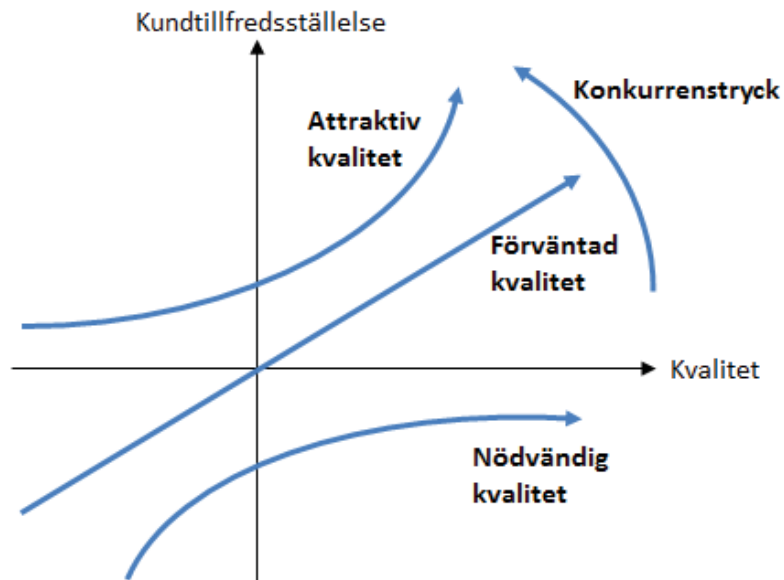 Kundtillfredsställelse
Konkurrenstryck
Attraktiv
kvalitet
Förväntad
kvalitet
Kvalitet
Nödvändig
kvalitet